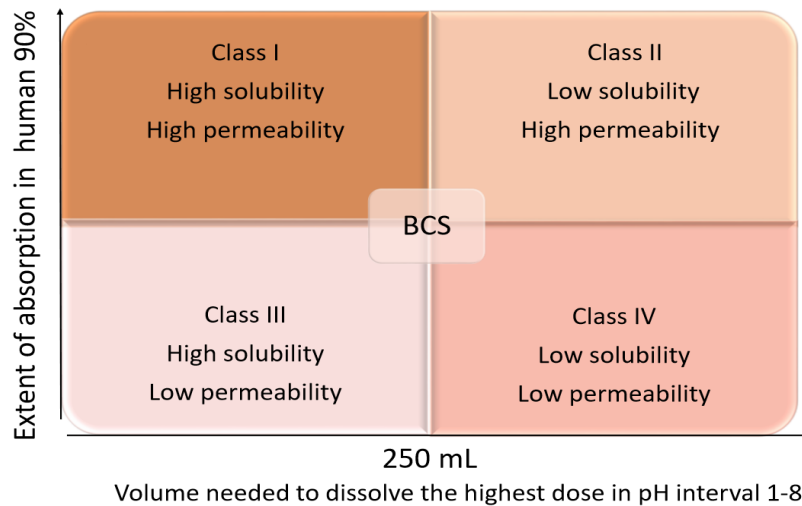 Extent of absorption in human 90%
Class I
High solubility
High permeability
Class II
Low solubility
High permeability
BCS
Class III
High solubility
Low permeability
Class IV
Low solubility
Low permeability
250 mL
Volume needed to dissolve the highest dose in pH interval 1-8